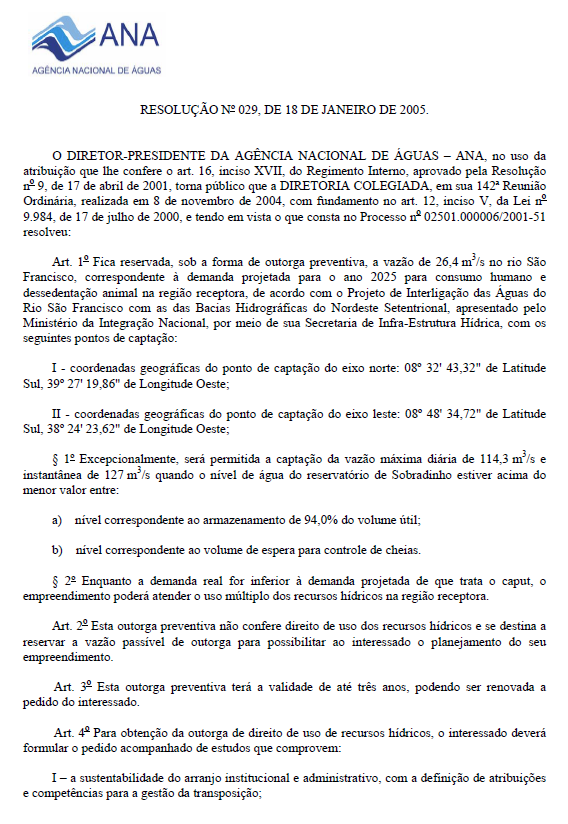 ANA
AGÊNCIA NACIONAL DE ÁGUAS
RESOLUÇÃO Nº 029, DE 18 DE JANEIRO DE 2005.
O DIRETOR-PRESIDENTE DA AGÊNCIA NACIONAL DE ÁGUAS – ANA, no uso da
atribuição que lhe confere o art. 16, inciso XVII, do Regimento Interno, aprovado pela Resolução
nº 9, de 17 de abril de 2001, torna público que a DIRETORIA COLEGIADA, em sua 142ª Reunião
Ordinária, realizada em 8 de novembro de 2004, com fundamento no art. 12, inciso V, da Lei nº
9.984, de 17 de julho de 2000, e tendo em vista o que consta no Processo nº 02501.000006/2001-51
resolveu:
Art. 1º Fica reservada, sob a forma de outorga preventiva, a vazão de 26,4 m³/s no rio São
Francisco, correspondente à demanda projetada para o ano 2025 para consumo humano e
dessedentação animal na região receptora, de acordo com o Projeto de Interligação das Águas do
Rio São Francisco com as das Bacias Hidrográficas do Nordeste Setentrional, apresentado pelo
Ministério da Integração Nacional, por meio de sua Secretaria de Infra-Estrutura Hídrica, com os
seguintes pontos de captação:
I - coordenadas geográficas do ponto de captação do eixo norte: 08º 32' 43,32" de Latitude
Sul, 39º 27' 19,86" de Longitude Oeste;
II - coordenadas geográficas do ponto de captação do eixo leste: 08º 48' 34,72" de Latitude
Sul, 38º 24' 23,62" de Longitude Oeste;
§ 1º Excepcionalmente, será permitida a captação da vazão máxima diária de 114,3 m³/s e
instantânea de 127 m³/s quando o nível de água do reservatório de Sobradinho estiver acima do
menor valor entre:
a) nível correspondente ao armazenamento de 94,0% do volume útil;
b) nível correspondente ao volume de espera para controle de cheias.
§ 2º Enquanto a demanda real for inferior à demanda projetada de que trata o caput, o
empreendimento poderá atender o uso múltiplo dos recursos hídricos na região receptora.
Art. 2º Esta outorga preventiva não confere direito de uso dos recursos hídricos e se destina a
reservar a vazão passível de outorga para possibilitar ao interessado o planejamento do seu
empreendimento.
Art. 3º Esta outorga preventiva terá a validade de até três anos, podendo ser renovada a
pedido do interessado.
Art. 4º Para obtenção da outorga de direito de uso de recursos hídricos, o interessado deverá
formular o pedido acompanhado de estudos que comprovem:
I – a sustentabilidade do arranjo institucional e administrativo, com a definição de atribuições
e competências para a gestão da transposição;